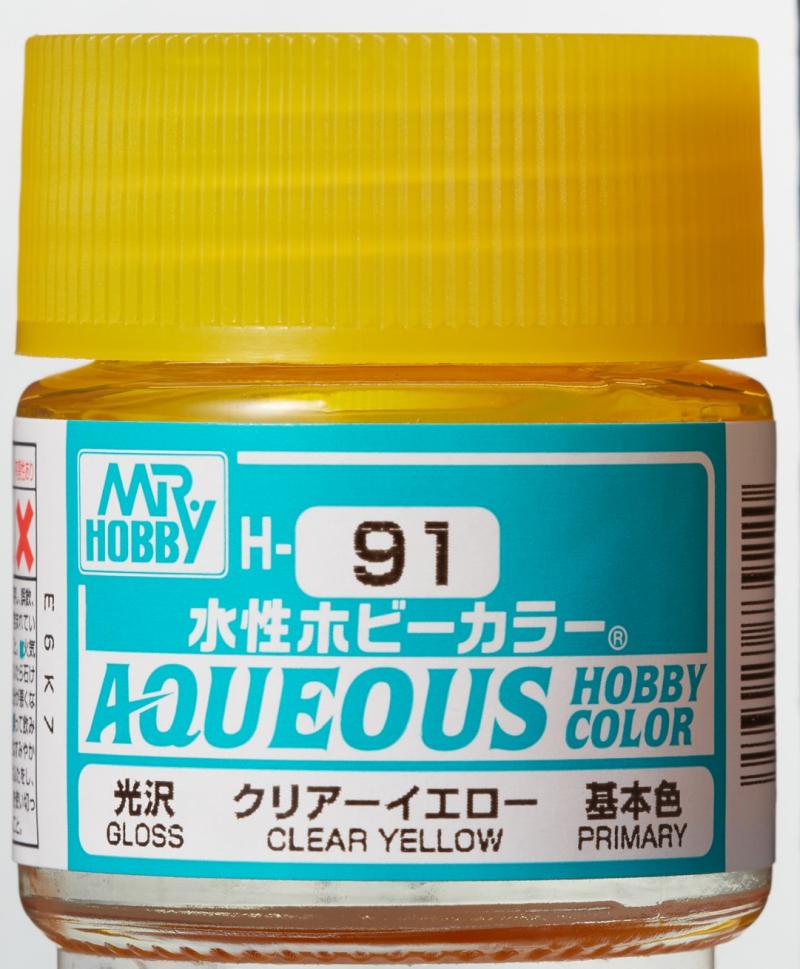 MR.
HOBBY
H-
91
水性ホビーカラー®
AQUEOUS
HOBBY
COLOR
光沢
クリアーイエロー
基本色
GLOSS
CLEAR YELLOW
PRIMARY
E6K7